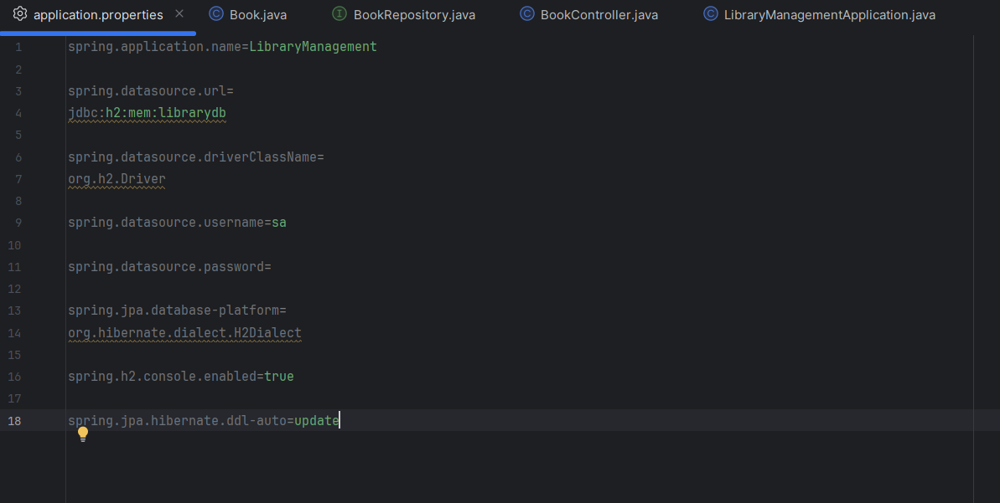 application.properties
Book.java
BookRepository.java
BookController.java
LibraryManagementApplication.java
1 spring.application.name=LibraryManagement
2
3 spring.datasource.url=
4 jdbc:h2:mem:librarydb
5
6 spring.datasource.driverClassName=
7 org.h2.Driver
8
9 spring.datasource.username=sa
10
11 spring.datasource.password=
12
13 spring.jpa.database-platform=
14 org.hibernate.dialect.H2Dialect
15
16 spring.h2.console.enabled=true
17
18 spring.jpa.hibernate.ddl-auto=update